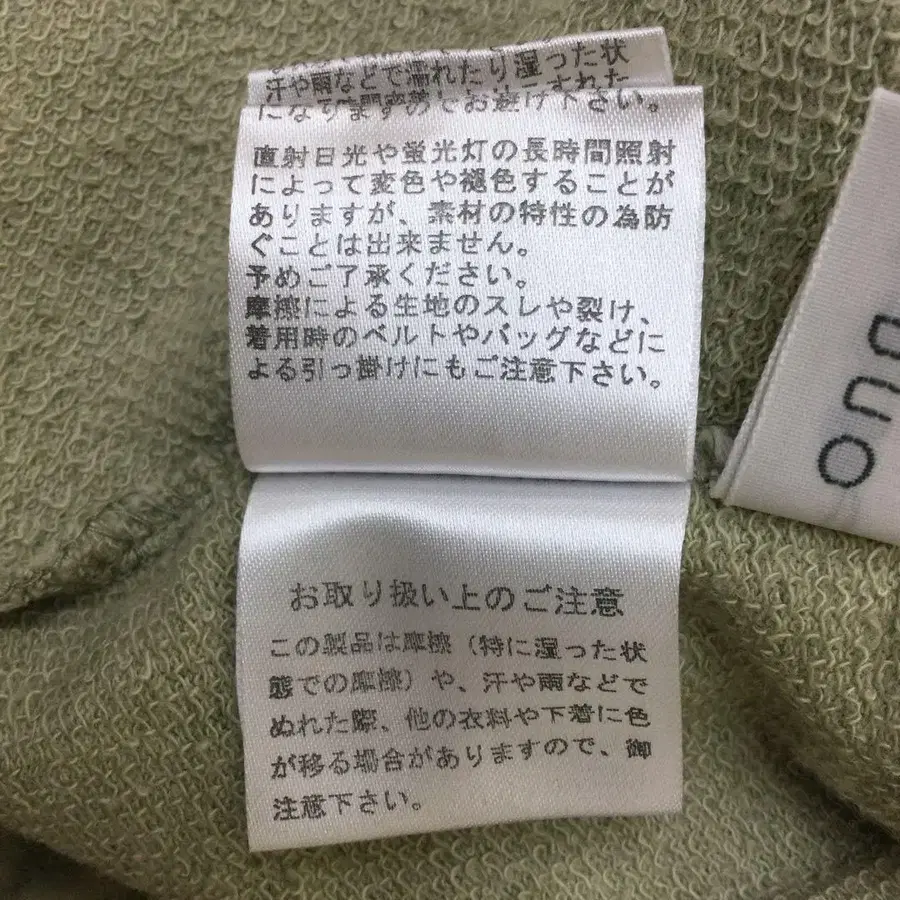 汗や雨などで濡れたり湿った状
になりますのでお避け下さい。
直射日光や蛍光灯の長時間照射
によって変色や褪色することが
ありますが、素材の特性の為防
ぐことは出来ません。
予めご了承ください。
摩擦による生地のスレや裂け、
着用時のベルトやバッグなどに
よる引っ掛けにもご注意下さい。
お取り扱い上のご注意
この製品は摩擦（特に湿った状
態での摩擦）や、汗や雨などで
ぬれた際、他の衣料や下着に色
が移る場合がありますので、御
注意下さい。